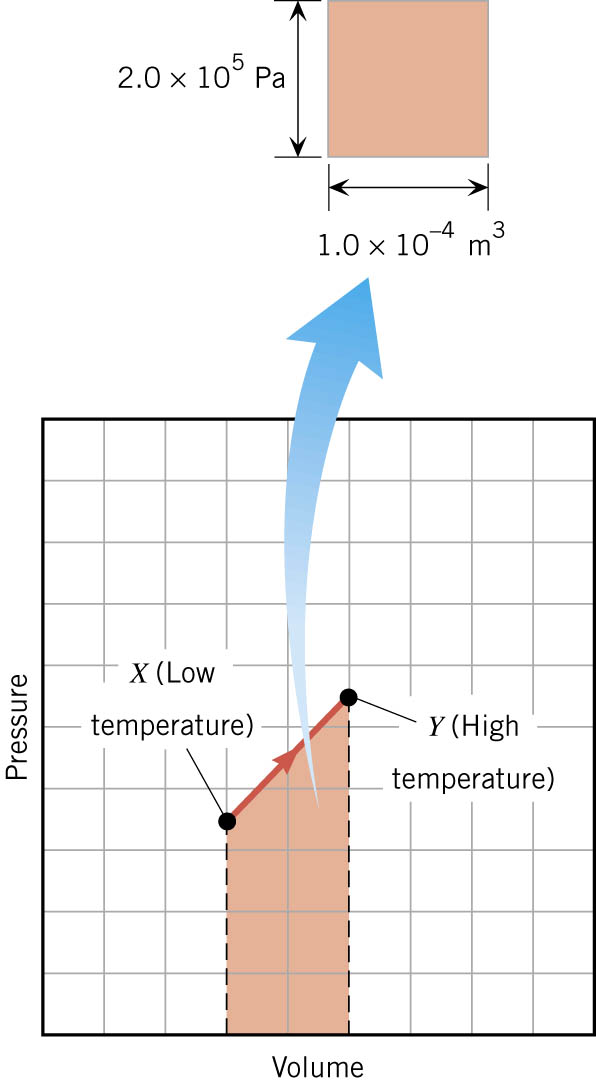 2.0 × 10⁵ Pa
1.0 × 10⁻⁴ m³
X (Low
temperature)
Y (High
temperature)
Pressure
Volume